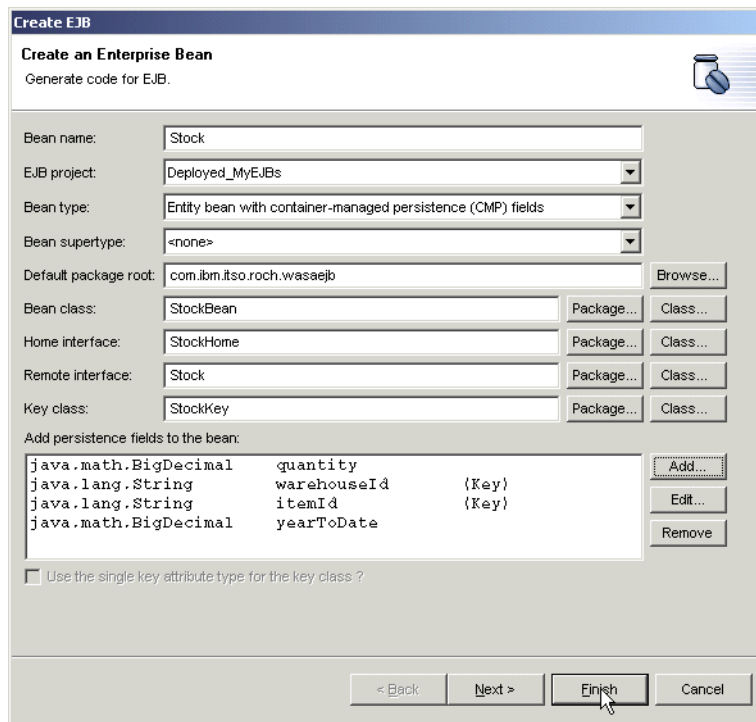 Create EJB
Create an Enterprise Bean
Generate code for EJB.
Bean name: Stock
EJB project: Deployed_MyEJBs
Bean type: Entity bean with container-managed persistence (CMP) fields
Bean supertype: <none>
Default package root: com.ibm.itso.roch.wasaejb Browse...
Bean class: StockBean Package... Class...
Home interface: StockHome Package... Class...
Remote interface: Stock Package... Class...
Key class: StockKey Package... Class...
Add persistence fields to the bean:
java.math.BigDecimal quantity Add...
java.lang.String warehouseId (Key)
java.lang.String itemId (Key) Edit...
java.math.BigDecimal yearToDate
Remove
Use the single key attribute type for the key class ?
< Back Next > Finish Cancel